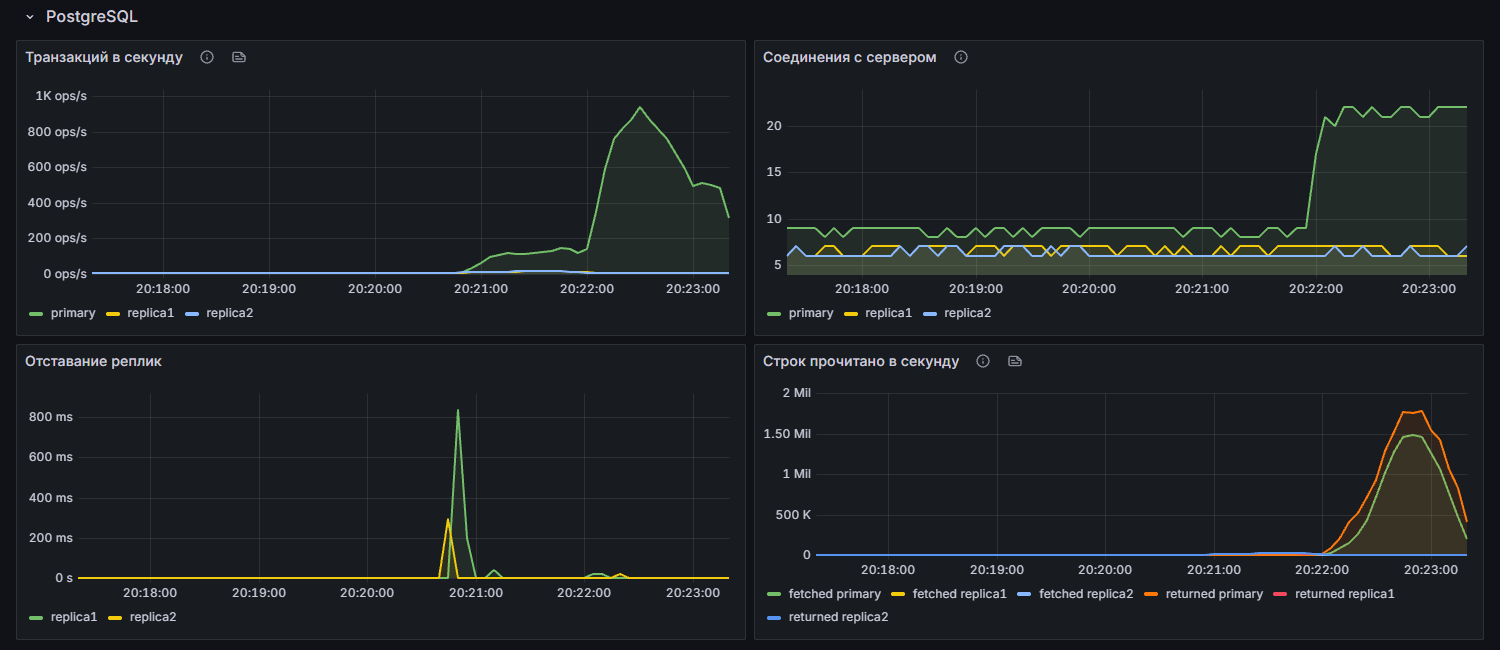 PostgreSQL
Транзакций в секунду
1K ops/s
800 ops/s
600 ops/s
400 ops/s
200 ops/s
0 ops/s
20:18:00 20:19:00 20:20:00 20:21:00 20:22:00 20:23:00
primary replica1 replica2
Соединения с сервером
20
15
10
5
20:18:00 20:19:00 20:20:00 20:21:00 20:22:00 20:23:00
primary replica1 replica2
Отставание реплик
800 ms
600 ms
400 ms
200 ms
0 s
20:18:00 20:19:00 20:20:00 20:21:00 20:22:00 20:23:00
replica1 replica2
Строк прочитано в секунду
2 Mil
1.50 Mil
1 Mil
500 K
0
20:18:00 20:19:00 20:20:00 20:21:00 20:22:00 20:23:00
fetched primary fetched replica1 fetched replica2 returned primary returned replica1
returned replica2